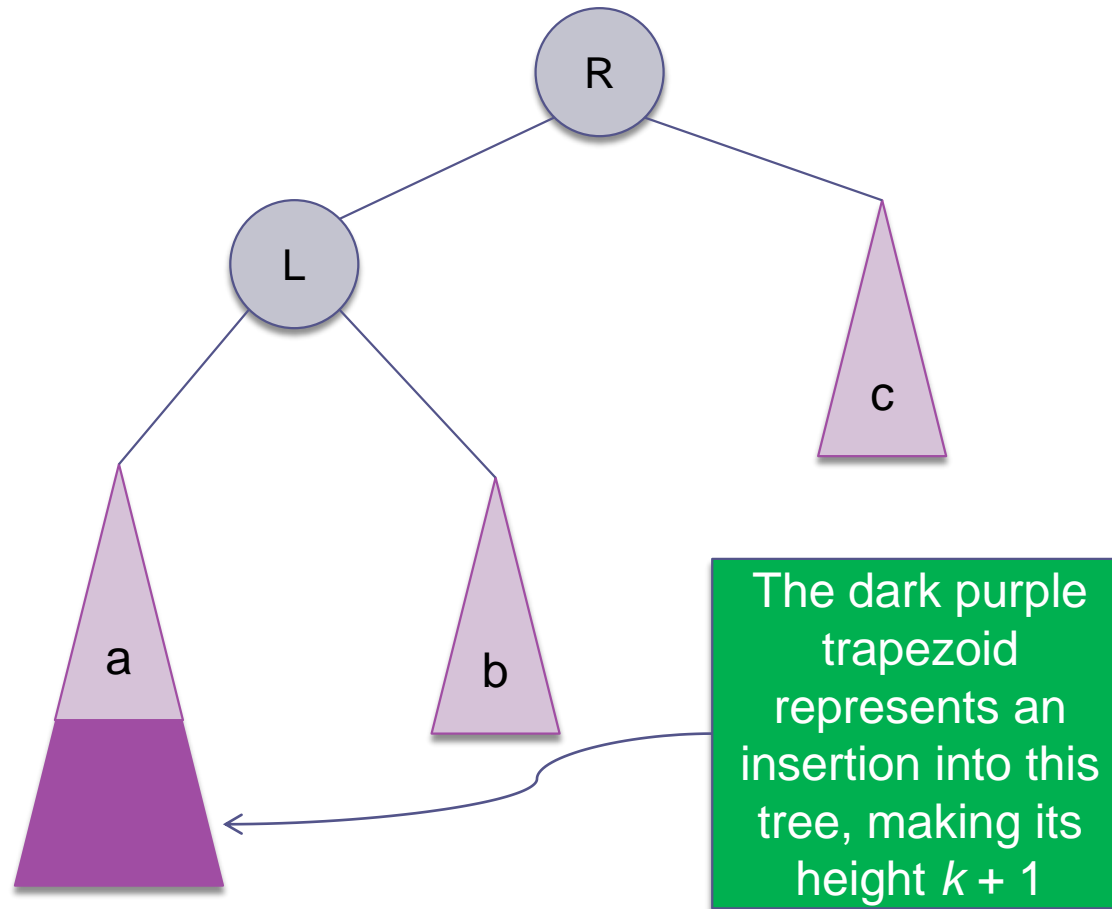 R
L
c
a
b
The dark purple
trapezoid
represents an
insertion into this
tree, making its
height k + 1